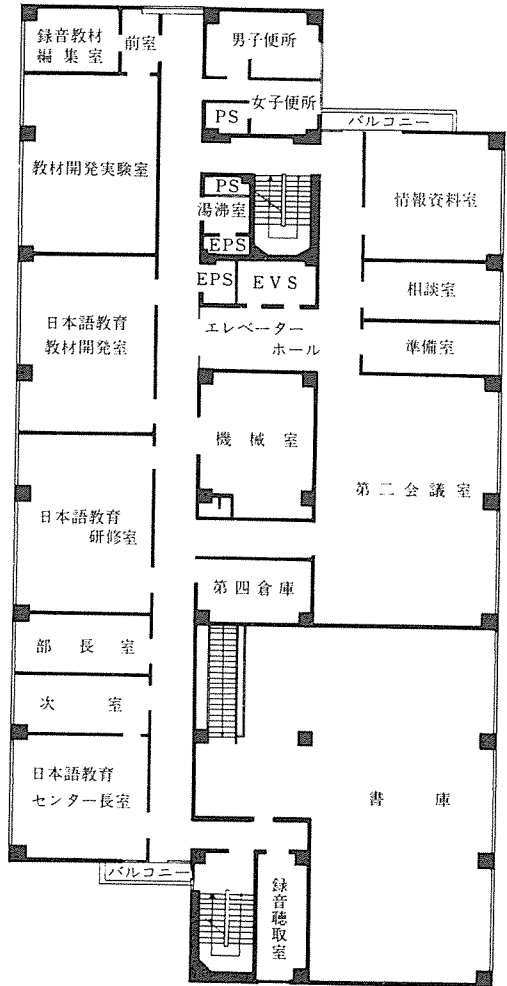 録音教材
編集室
前室
男子便所
女子便所
PS
バルコニー
教材開発実験室
PS
湯沸室
EPS
情報資料室
EPS
EVS
相談室
エレベーター
ホール
日本語教育
教材開発室
準備室
機械室
第二会議室
日本語教育
研修室
第四倉庫
部長室
次室
日本語教育
センター長室
書庫
バルコニー
録音聴取室